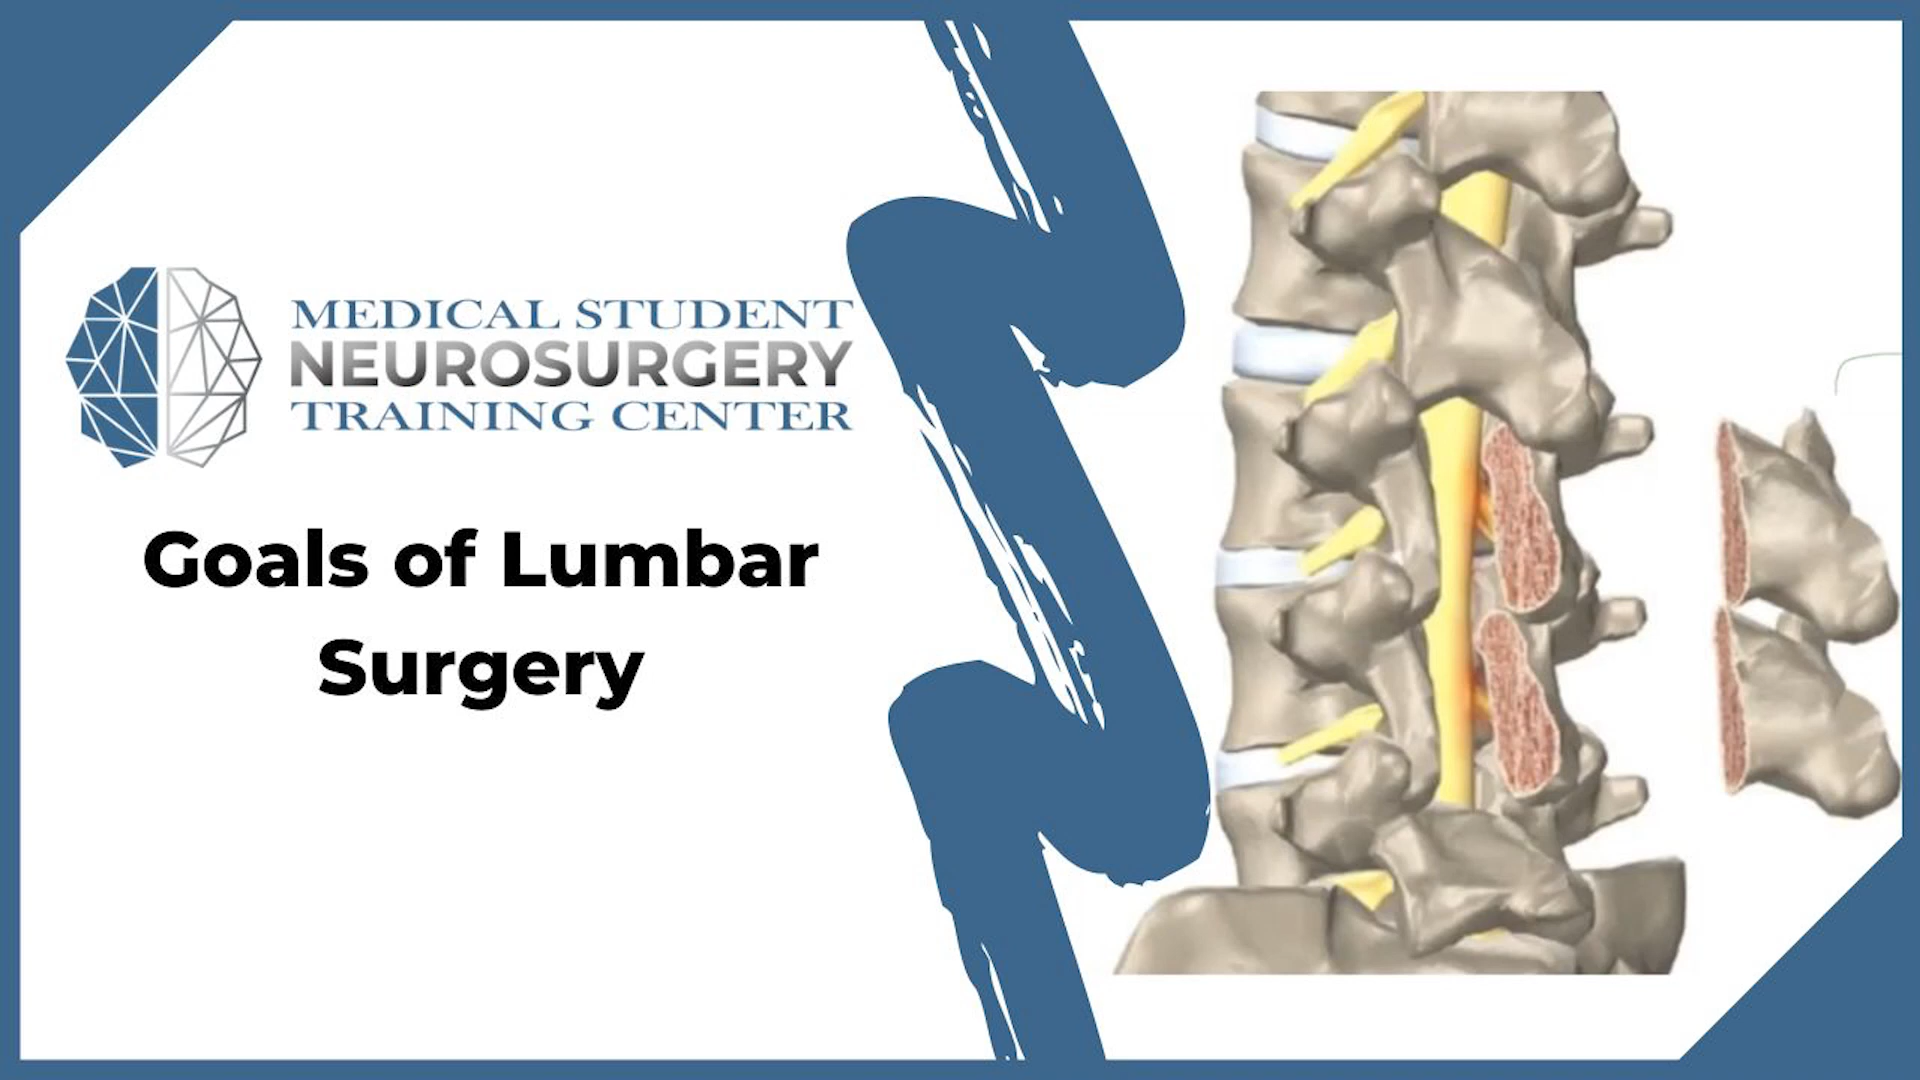 MEDICAL STUDENT
NEUROSURGERY
TRAINING CENTER
Goals of Lumbar
Surgery